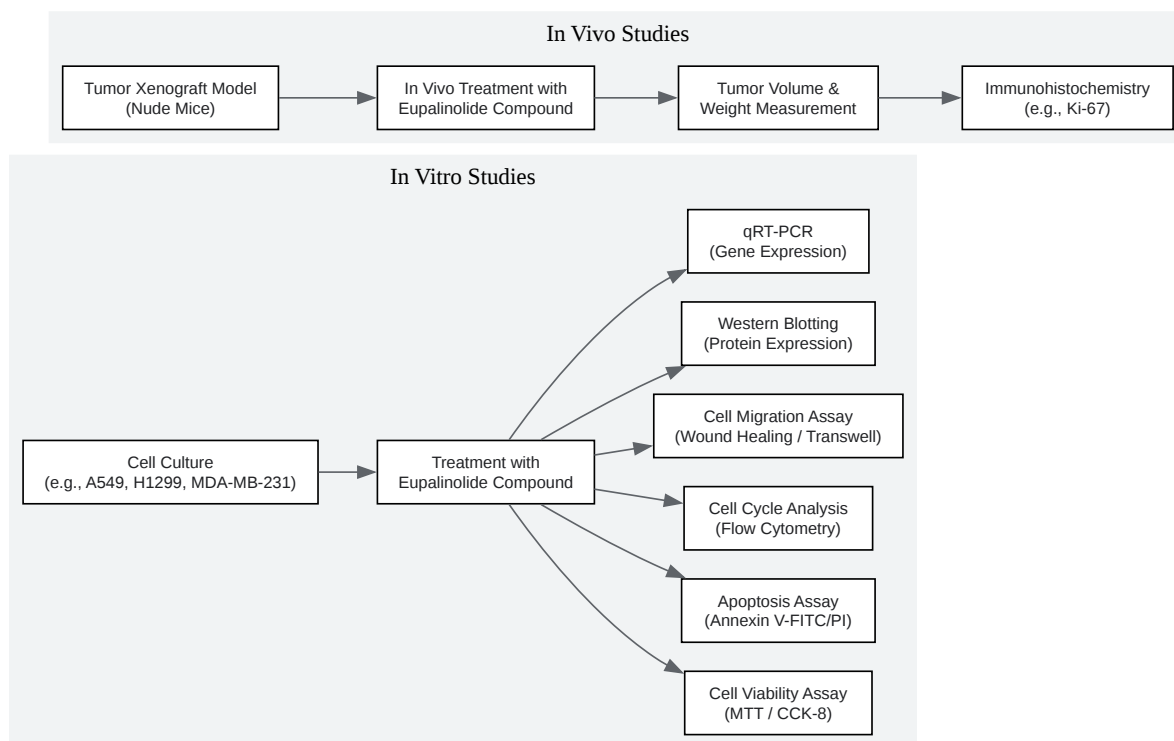 In Vivo Studies
Tumor Xenograft Model
(Nude Mice)
In Vivo Treatment with
Eupalinolide Compound
Tumor Volume &
Weight Measurement
Immunohistochemistry
(e.g., Ki-67)
In Vitro Studies
Cell Culture
(e.g., A549, H1299, MDA-MB-231)
Treatment with
Eupalinolide Compound
qRT-PCR
(Gene Expression)
Western Blotting
(Protein Expression)
Cell Migration Assay
(Wound Healing / Transwell)
Cell Cycle Analysis
(Flow Cytometry)
Apoptosis Assay
(Annexin V-FITC/PI)
Cell Viability Assay
(MTT / CCK-8)